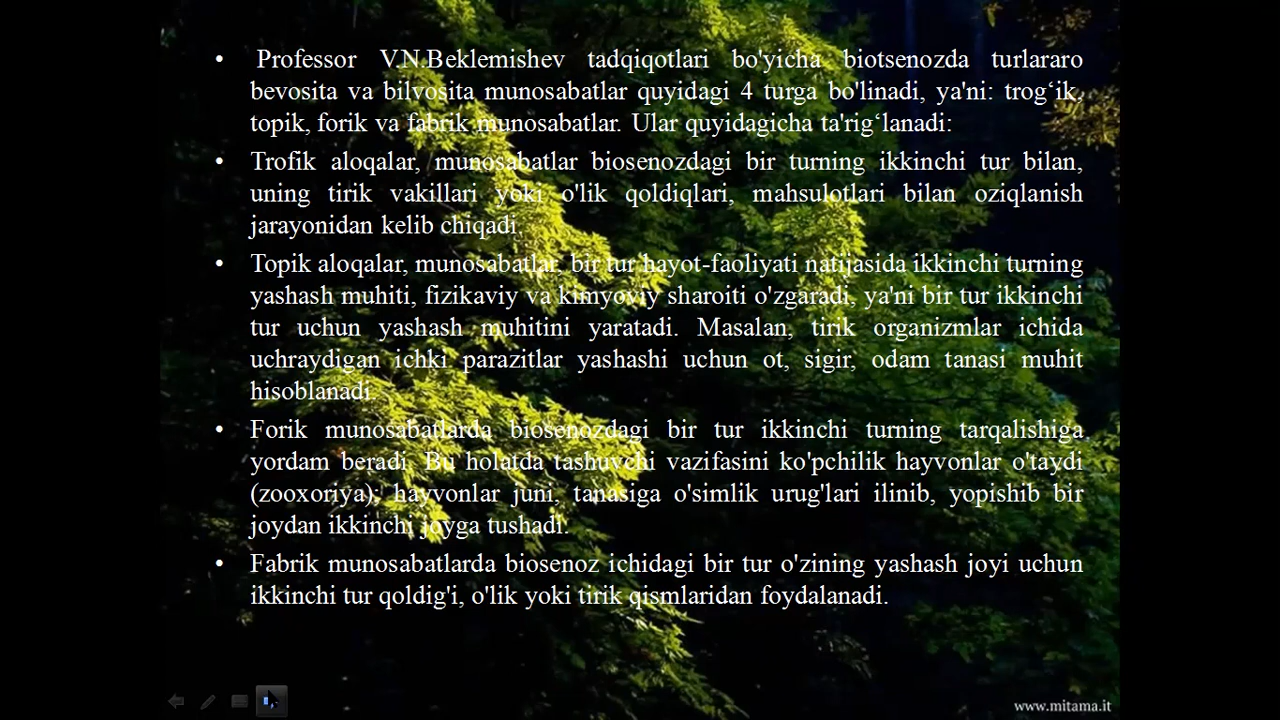 • Professor V.N.Beklemishev tadqiqotlari bo'yicha biotsenozda turlararo
bevosita va bilvosita munosabatlar quyidagi 4 turga bo'linadi, ya'ni: trog‘ik,
topik, forik va fabrik munosabatlar. Ular quyidagicha ta'rig‘lanadi:
• Trofik aloqalar, munosabatlar biosenozdagi bir turning ikkinchi tur bilan,
uning tirik vakillari yoki o'lik qoldiqlari, mahsulotlari bilan oziqlanish
jarayonidan kelib chiqadi.
• Topik aloqalar, munosabatlar, bir tur hayot-faoliyati natijasida ikkinchi turning
yashash muhiti, fizikaviy va kimyoviy sharoiti o'zgaradi, ya'ni bir tur ikkinchi
tur uchun yashash muhitini yaratadi. Masalan, tirik organizmlar ichida
uchraydigan ichki parazitlar yashashi uchun ot, sigir, odam tanasi muhit
hisoblanadi.
• Forik munosabatlarda biosenozdagi bir tur ikkinchi turning tarqalishiga
yordam beradi. Bu holatda tashuvchi vazifasini ko'pchilik hayvonlar o'taydi
(zooxoriya); hayvonlar juni, tanasiga o'simlik urug'lari ilinib, yopishib bir
joydan ikkinchi joyga tushadi.
• Fabrik munosabatlarda biosenoz ichidagi bir tur o'zining yashash joyi uchun
ikkinchi tur qoldig'i, o'lik yoki tirik qismlaridan foydalanadi.
www.mitama.it